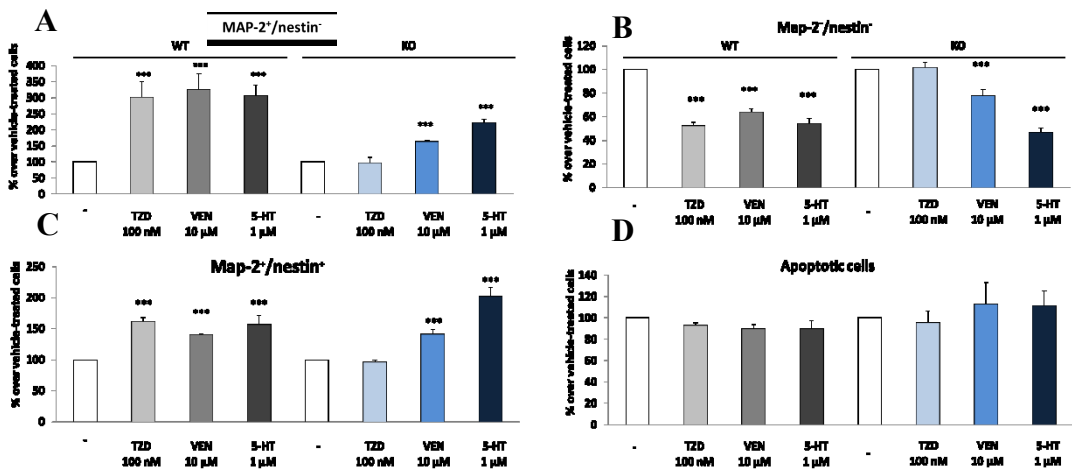 A
MAP-2⁺/nestin⁻
WT
KO
% over vehicle-treated cells
400
350
300
250
200
150
100
50
0
***
***
***
***
***
-
TZD
100 nM
VEN
10 µM
5-HT
1 µM
-
TZD
100 nM
VEN
10 µM
5-HT
1 µM
B
Map-2⁻/nestin⁻
WT
KO
% over vehicle-treated cells
120
100
80
60
40
20
0
***
***
***
***
***
-
TZD
100 nM
VEN
10 µM
5-HT
1 µM
-
TZD
100 nM
VEN
10 µM
5-HT
1 µM
C
Map-2⁺/nestin⁺
% over vehicle-treated cells
250
200
150
100
50
0
***
***
***
***
***
-
TZD
100 nM
VEN
10 µM
5-HT
1 µM
-
TZD
100 nM
VEN
10 µM
5-HT
1 µM
D
Apoptotic cells
% over vehicle-treated cells
140
120
100
80
60
40
20
0
-
TZD
100 nM
VEN
10 µM
5-HT
1 µM
-
TZD
100 nM
VEN
10 µM
5-HT
1 µM